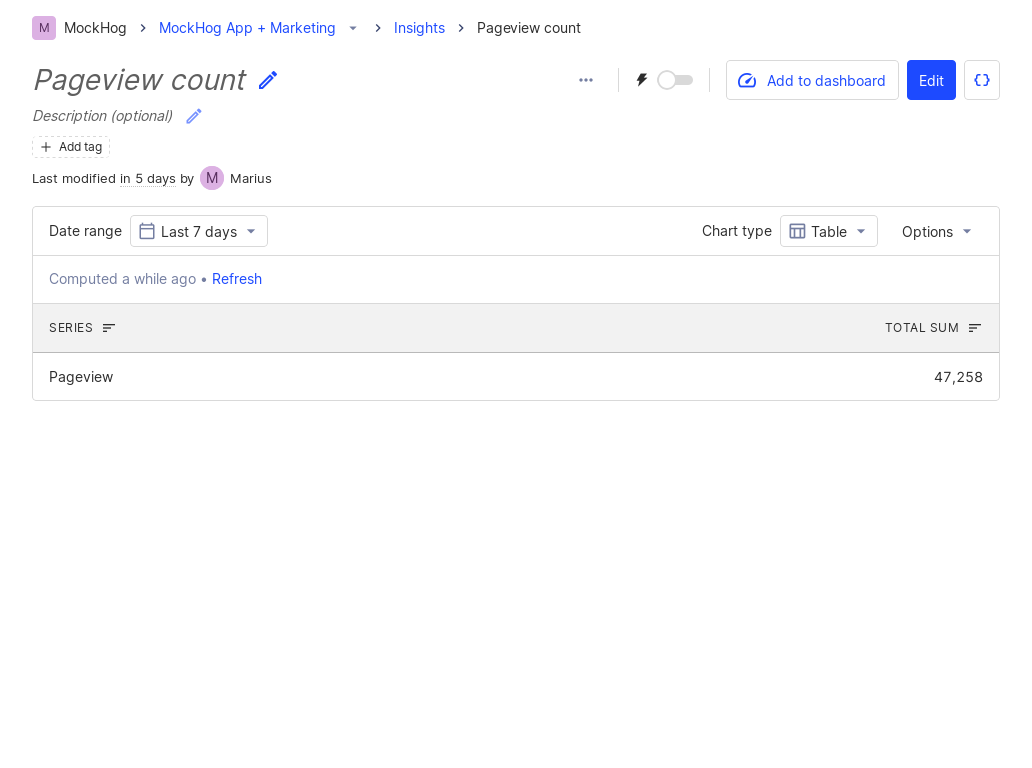 M MockHog MockHog App + Marketing Insights Pageview count
Pageview count
Add to dashboard Edit
Description (optional)
Add tag
Last modified in 5 days by M Marius
Date range Last 7 days Chart type Table Options
Computed a while ago • Refresh
SERIES TOTAL SUM
Pageview 47,258